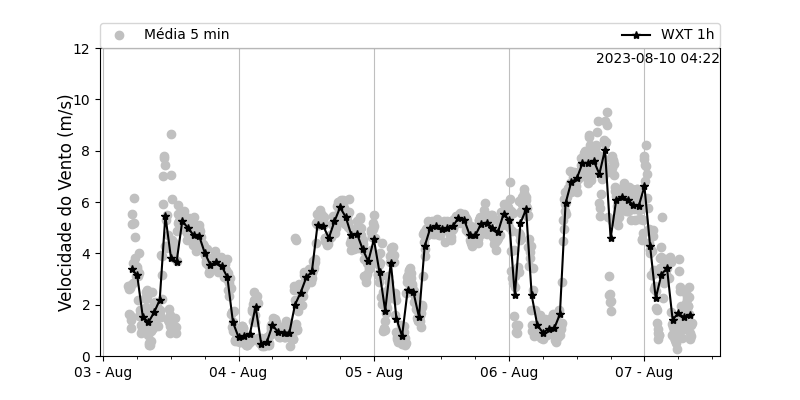 Média 5 min
WXT 1h
2023-08-10 04:22
12
10
8
6
4
2
0
Velocidade do Vento (m/s)
03 - Aug
04 - Aug
05 - Aug
06 - Aug
07 - Aug